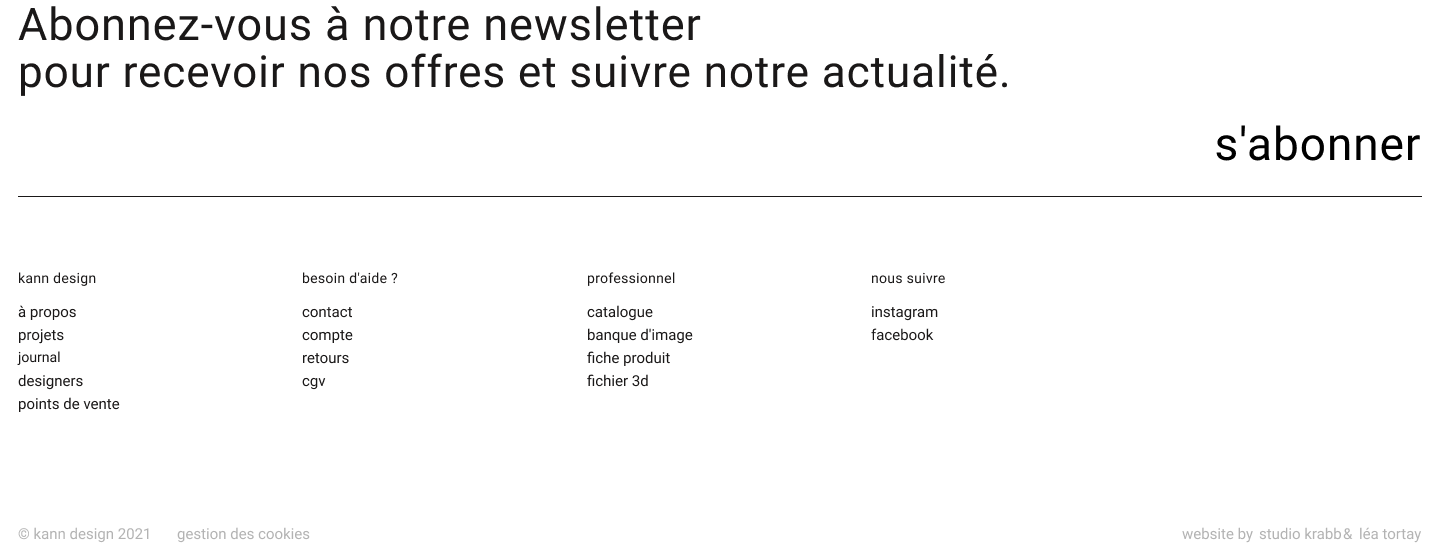 Abonnez-vous à notre newsletter
pour recevoir nos offres et suivre notre actualité.
s'abonner
kann design
à propos
projets
journal
designers
points de vente
besoin d'aide ?
contact
compte
retours
cgv
professionnel
catalogue
banque d'image
fiche produit
fichier 3d
nous suivre
instagram
facebook
© kann design 2021 gestion des cookies website by studio krabb& léa tortay